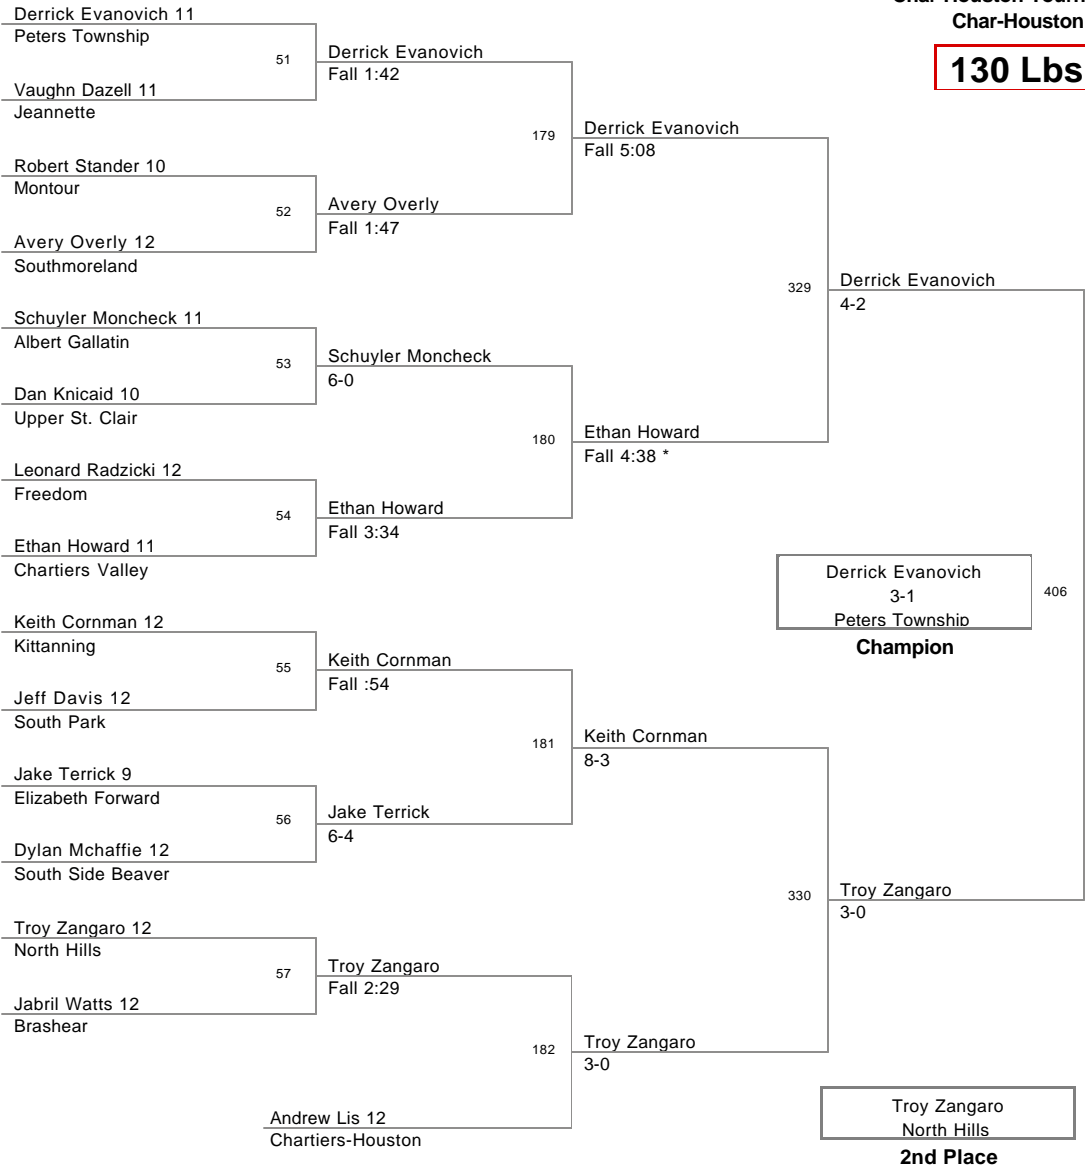 Char-Houston
130 Lbs
Derrick Evanovich 11
Peters Township
51
Vaughn Dazell 11
Jeannette
Derrick Evanovich
Fall 1:42
Robert Stander 10
Montour
52
Avery Overly 12
Southmoreland
Avery Overly
Fall 1:47
179
Derrick Evanovich
Fall 5:08
Schuyler Moncheck 11
Albert Gallatin
53
Dan Knicaid 10
Upper St. Clair
Schuyler Moncheck
6-0
Leonard Radzicki 12
Freedom
54
Ethan Howard 11
Chartiers Valley
Ethan Howard
Fall 3:34
180
Ethan Howard
Fall 4:38 *
329
Derrick Evanovich
4-2
Keith Cornman 12
Kittanning
55
Jeff Davis 12
South Park
Keith Cornman
Fall :54
Jake Terrick 9
Elizabeth Forward
56
Dylan Mchaffie 12
South Side Beaver
Jake Terrick
6-4
181
Keith Cornman
8-3
Troy Zangaro 12
North Hills
57
Jabril Watts 12
Brashear
Troy Zangaro
Fall 2:29
Andrew Lis 12
Chartiers-Houston
182
Troy Zangaro
3-0
330
Troy Zangaro
3-0
406
Derrick Evanovich
3-1
Peters Township
Champion
Troy Zangaro
North Hills
2nd Place